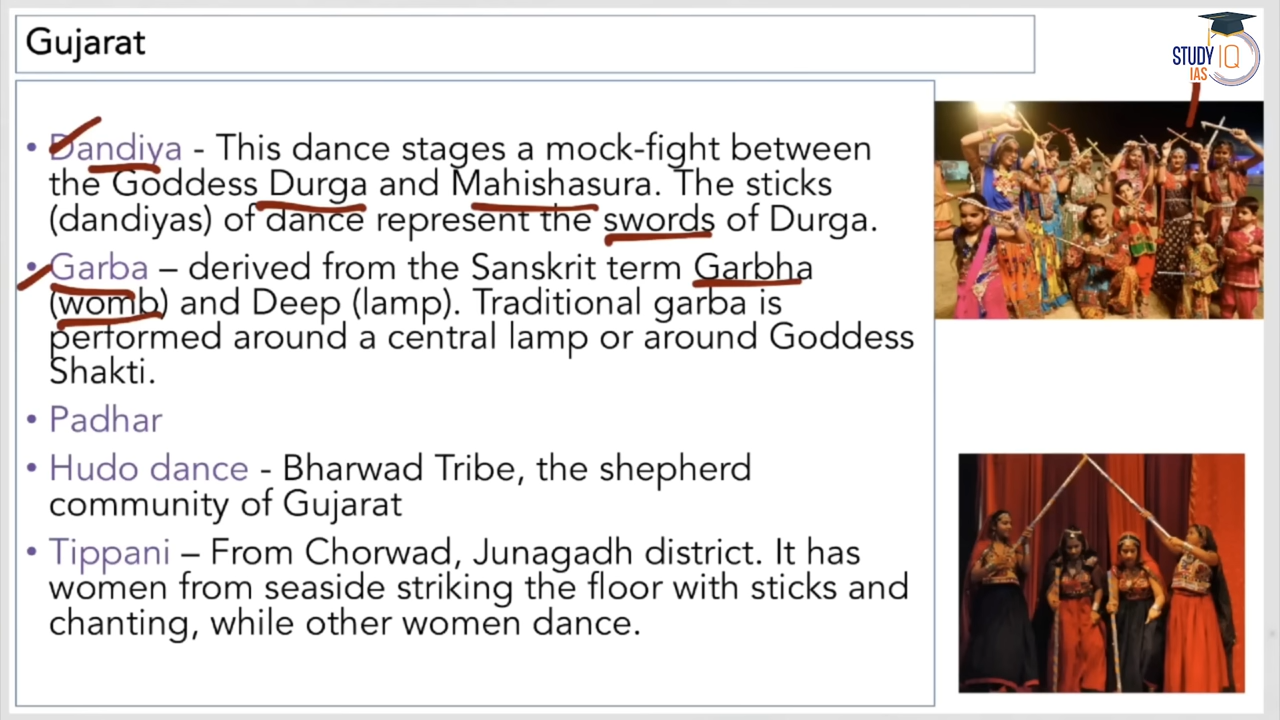 Gujarat
STUDY IQ
IAS
• Dandiya - This dance stages a mock-fight between
the Goddess Durga and Mahishasura. The sticks
(dandiyas) of dance represent the swords of Durga.
• Garba – derived from the Sanskrit term Garbha
(womb) and Deep (lamp). Traditional garba is
performed around a central lamp or around Goddess
Shakti.
• Padhar
• Hudo dance - Bharwad Tribe, the shepherd
community of Gujarat
• Tippani – From Chorwad, Junagadh district. It has
women from seaside striking the floor with sticks and
chanting, while other women dance.